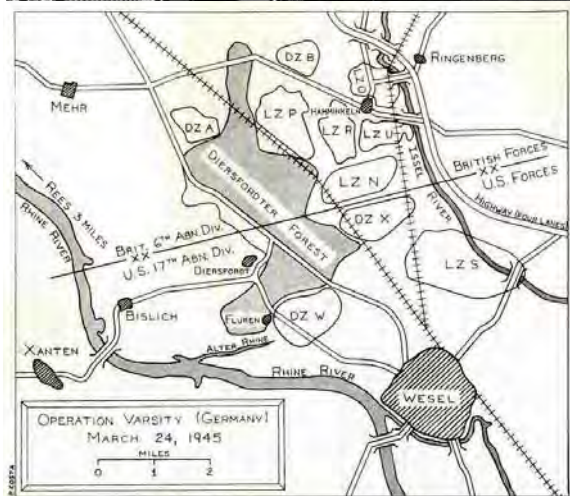 DZ B
RINGENBERG
MEHR
LZ O
LZ P
HAMMINKELN
DZ A
LZ R
LZ U
ISSEL
RIVER
DIERSFORDTER
FOREST
LZ N
BRITISH FORCES
XX
U.S. FORCES
REES 3 MILES
RHINE RIVER
DZ X
HIGHWAY (FOUR LANES)
BRIT. 6TH ABN. DIV.
XX
U.S. 17TH ABN. DIV.
DIERSFORDT
LZ S
BISLICH
FLUREN
DZ W
XANTEN
ALTER RHINE
RHINE RIVER
WESEL
OPERATION VARSITY (GERMANY)
MARCH 24, 1945
MILES
0 1 2
P. COSTA